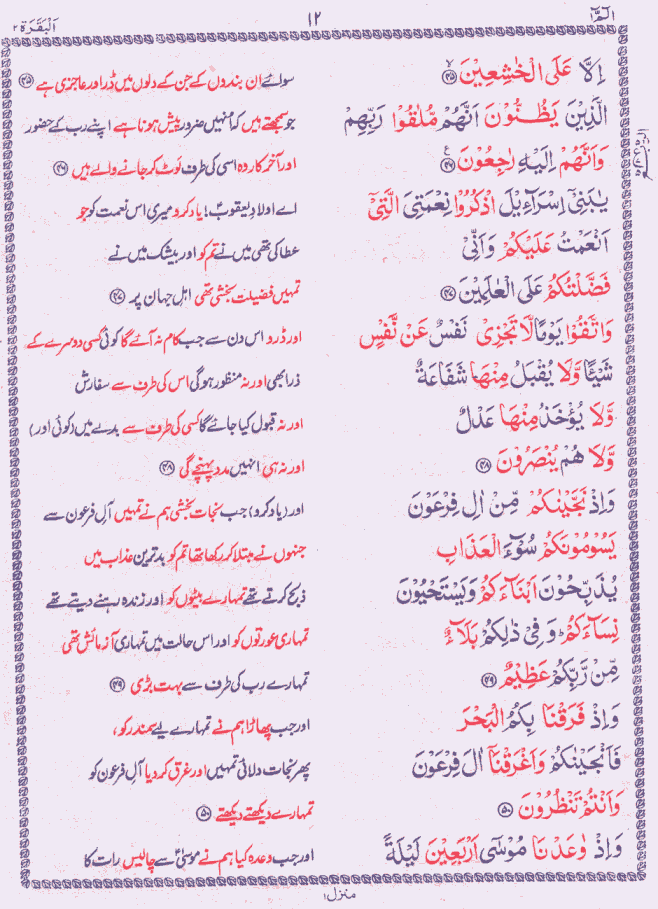 الٓمّٓ ۱ ۱۲ اَلْبَقَرَة ۲
اِلَّا عَلَی الْخٰشِعِیْنَ ۙ﴿۴۵﴾ سوائے ان بندوں کے جن کے دلوں میں ڈر اور عاجزی ہے ﴿۴۵﴾
الَّذِیْنَ یَظُنُّوْنَ اَنَّهُمْ مُّلٰقُوْا رَبِّهِمْ جو سمجھتے ہیں کہ اُنہیں ضرور پیش ہونا ہے اپنے رب کے حضور
وَاَنَّهُمْ اِلَیْهِ رٰجِعُوْنَ ﴿۴۶﴾ ع اور آخر کار وہ اسی کی طرف لَوٹ کر جانے والے ہیں ﴿۴۶﴾
یٰبَنِیْۤ اِسْرَآءِیْلَ اذْكُرُوْا نِعْمَتِیَ الَّتِیْۤ اے اولادِ یعقوبؑ! یاد کرو میری اس نعمت کو جو
اَنْعَمْتُ عَلَیْكُمْ وَاَنِّیْ عطا کی تھی میں نے تم کو اور بیشک میں نے
فَضَّلْتُكُمْ عَلَی الْعٰلَمِیْنَ ﴿۴۷﴾ تمہیں فضیلت بخشی تھی اہلِ جہان پر ﴿۴۷﴾
وَاتَّقُوْا یَوْمًا لَّا تَجْزِیْ نَفْسٌ عَنْ نَّفْسٍ اور ڈرو اس دن سے جب کام نہ آئے گا کوئی کسی دوسرے کے
شَیْـًٔا وَّلَا یُقْبَلُ مِنْهَا شَفَاعَةٌ ذرا بھی اور نہ منظور ہوگی اس کی طرف سے سفارش
وَّلَا یُؤْخَذُ مِنْهَا عَدْلٌ اور نہ قبول کیا جائے گا کسی کی طرف سے بدلے میں (کوئی اور)
وَّلَا هُمْ یُنْصَرُوْنَ ﴿۴۸﴾ اور نہ ہی انہیں مدد پہنچے گی ﴿۴۸﴾
وَاِذْ نَجَّیْنٰكُمْ مِّنْ اٰلِ فِرْعَوْنَ اور (یاد کرو) جب نجات بخشی ہم نے تمہیں آلِ فرعون سے
یَسُوْمُوْنَكُمْ سُوْٓءَ الْعَذَابِ جنہوں نے مبتلا کر رکھا تھا تم کو بدترین عذاب میں
یُذَبِّحُوْنَ اَبْنَآءَكُمْ وَیَسْتَحْیُوْنَ ذبح کرتے تھے تمہارے بیٹوں کو اور زندہ رہنے دیتے تھے
نِسَآءَكُمْ وَفِیْ ذٰلِكُمْ بَلَآءٌ تمہاری عورتوں کو اور اس حالت میں تمہاری آزمائش تھی
مِّنْ رَّبِّكُمْ عَظِیْمٌ ﴿۴۹﴾ تمہارے رب کی طرف سے بہت بڑی ﴿۴۹﴾
وَاِذْ فَرَقْنَا بِكُمُ الْبَحْرَ اور جب پھاڑا ہم نے تمہارے لیے سمندر کو،
فَاَنْجَیْنٰكُمْ وَاَغْرَقْنَاۤ اٰلَ فِرْعَوْنَ پھر نجات دلائی تمہیں اور غرق کر دیا آلِ فرعون کو
وَاَنْتُمْ تَنْظُرُوْنَ ﴿۵۰﴾ تمہارے دیکھتے دیکھتے ﴿۵۰﴾
وَاِذْ وٰعَدْنَا مُوْسٰۤی اَرْبَعِیْنَ لَیْلَةً اور جب وعدہ کیا ہم نے موسیٰؑ سے چالیس رات کا
منزل ۱